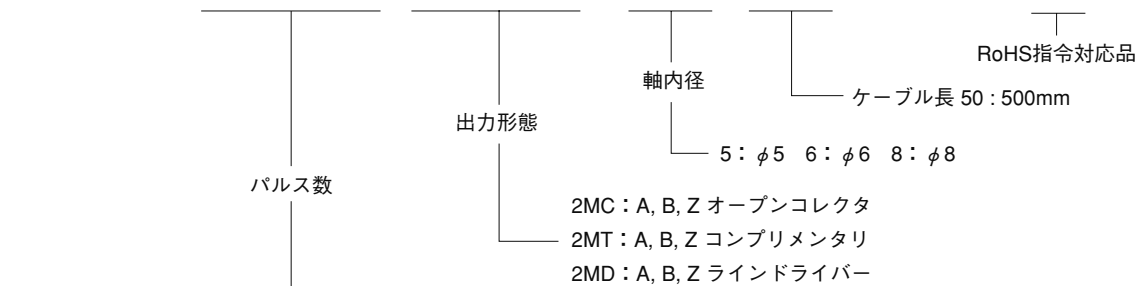 RoHS指令対応品
軸内径
ケーブル長 50 : 500mm
出力形態
5：φ5 6：φ6 8：φ8
パルス数
2MC：A, B, Z オープンコレクタ
2MT：A, B, Z コンプリメンタリ
2MD：A, B, Z ラインドライバー